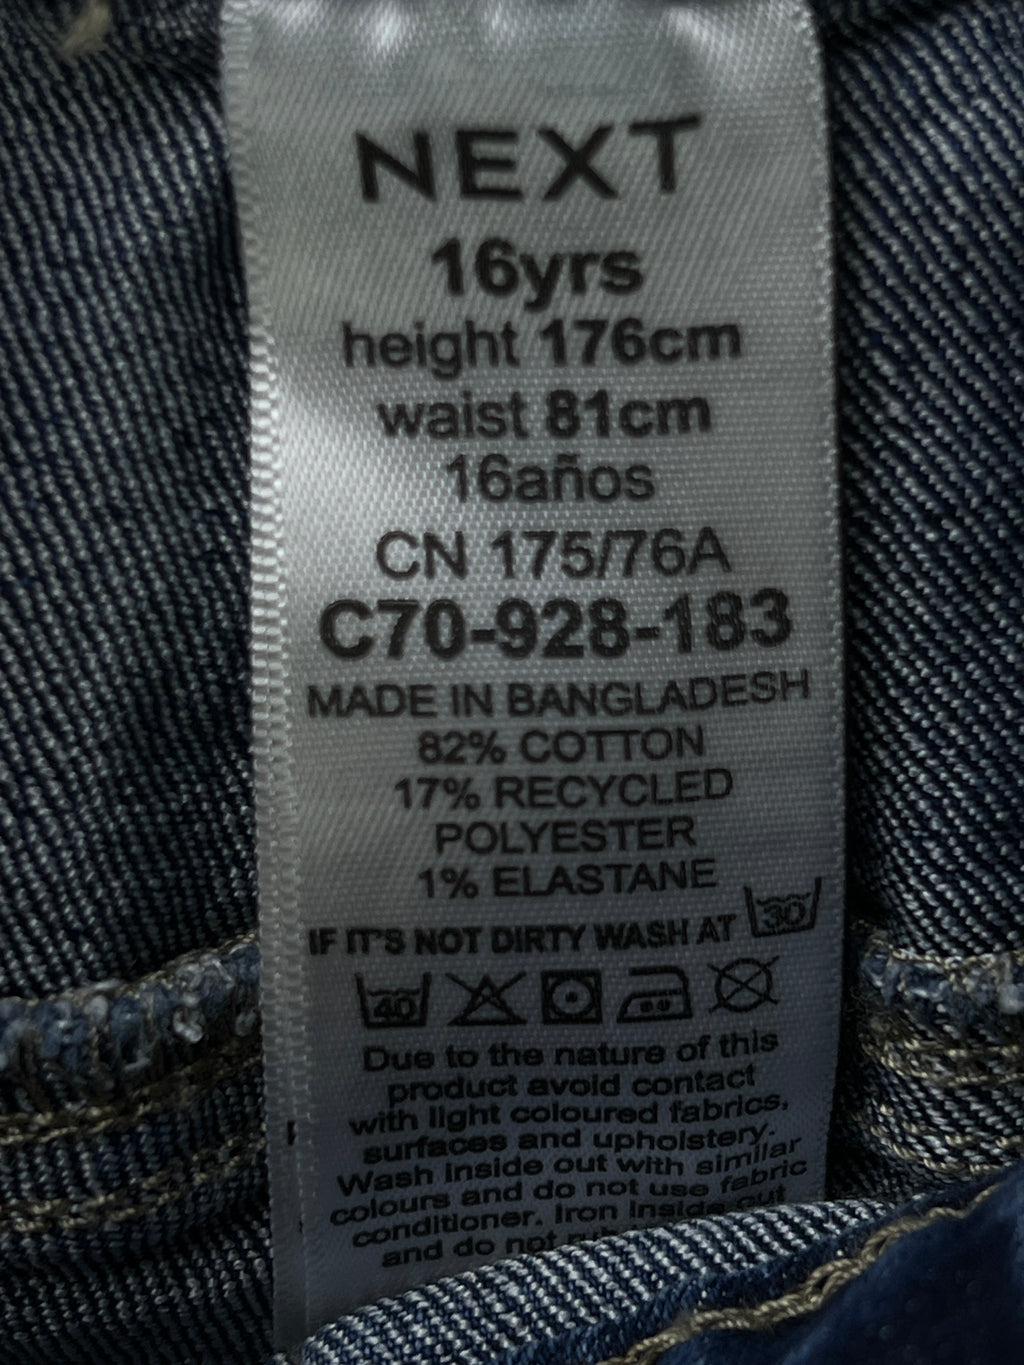 NEXT
16yrs
height 176cm
waist 81cm
16años
CN 175/76A
C70-928-183
MADE IN BANGLADESH
82% COTTON
17% RECYCLED
POLYESTER
1% ELASTANE
IF IT'S NOT DIRTY WASH AT 30
40
Due to the nature of this
product avoid contact
with light coloured fabrics,
surfaces and upholstery.
Wash inside out with similar
colours and do not use fabric
conditioner. Iron inside out
and do not